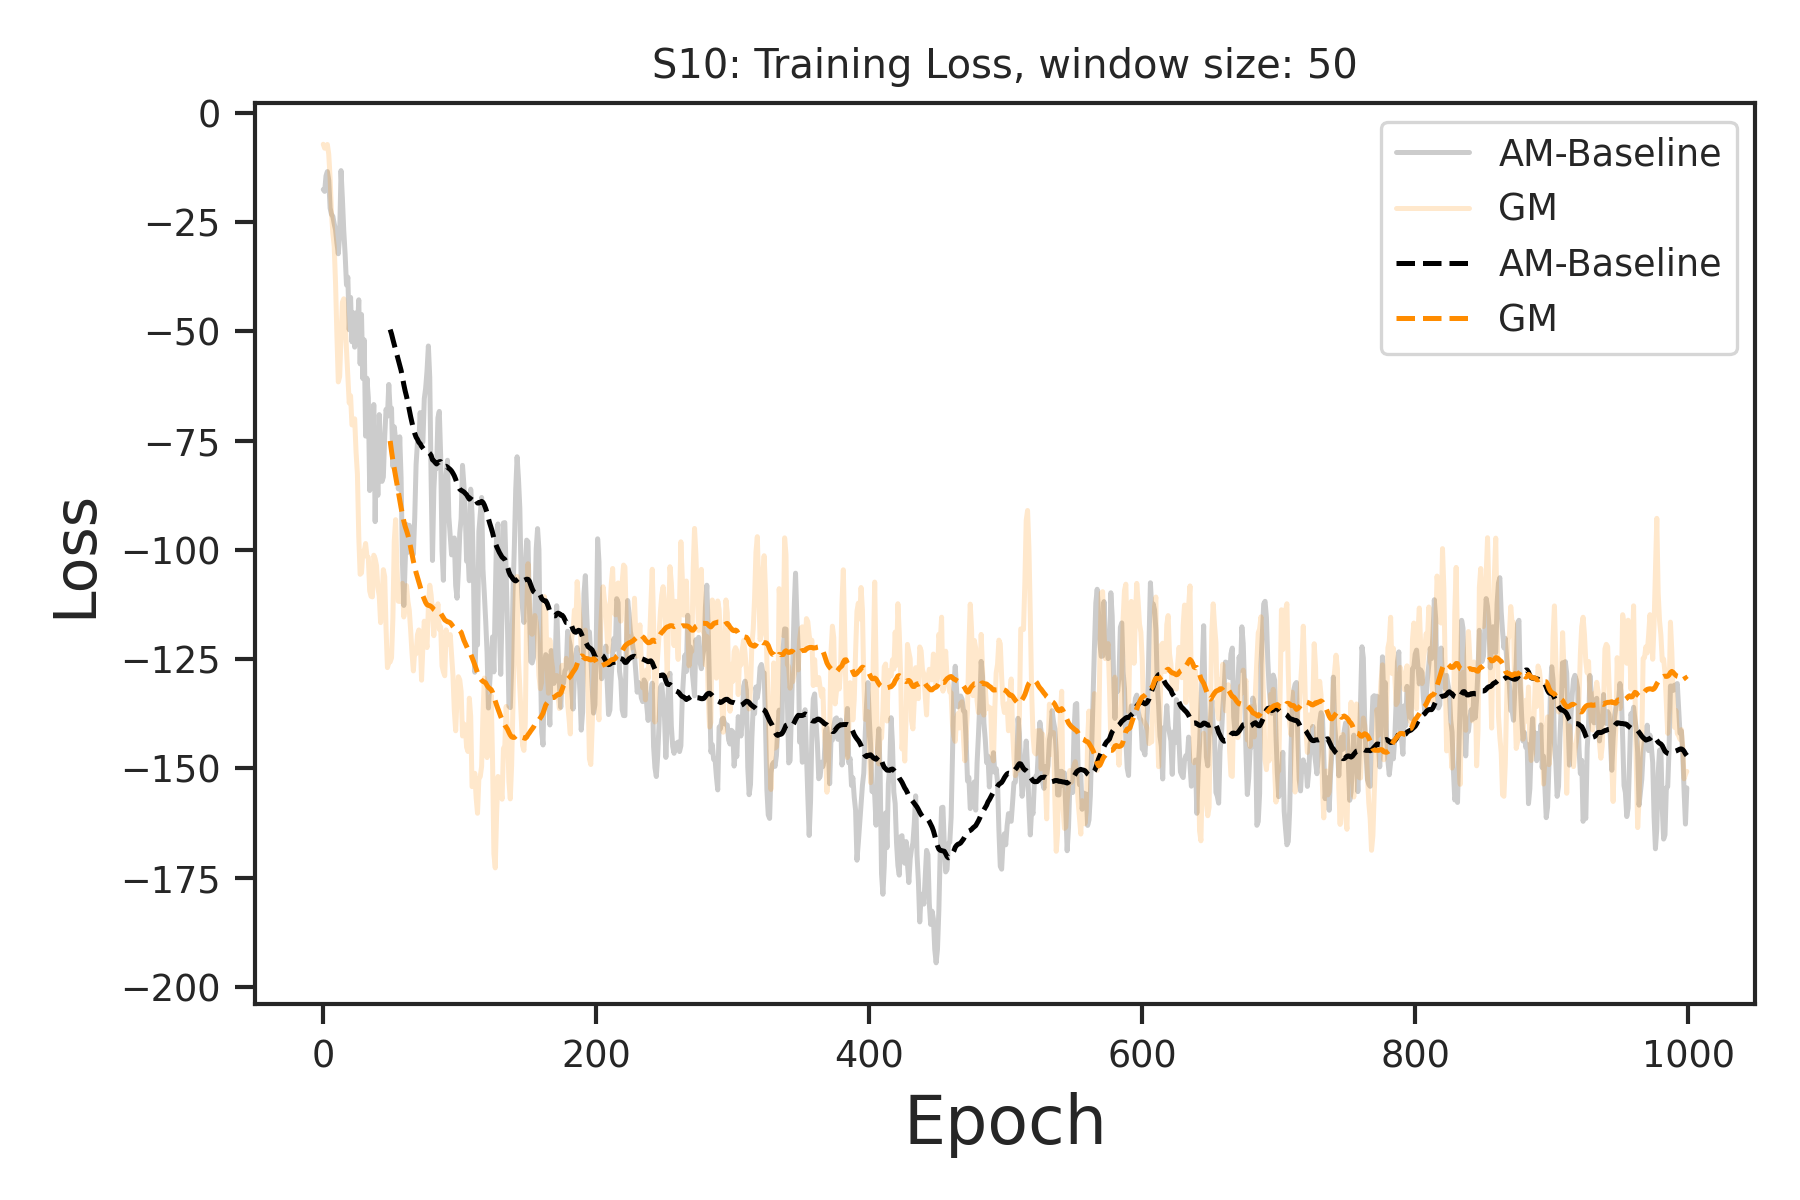 S10: Training Loss, window size: 50
AM-Baseline
GM
AM-Baseline
GM
Loss
0
−25
−50
−75
−100
−125
−150
−175
−200
0 200 400 600 800 1000
Epoch